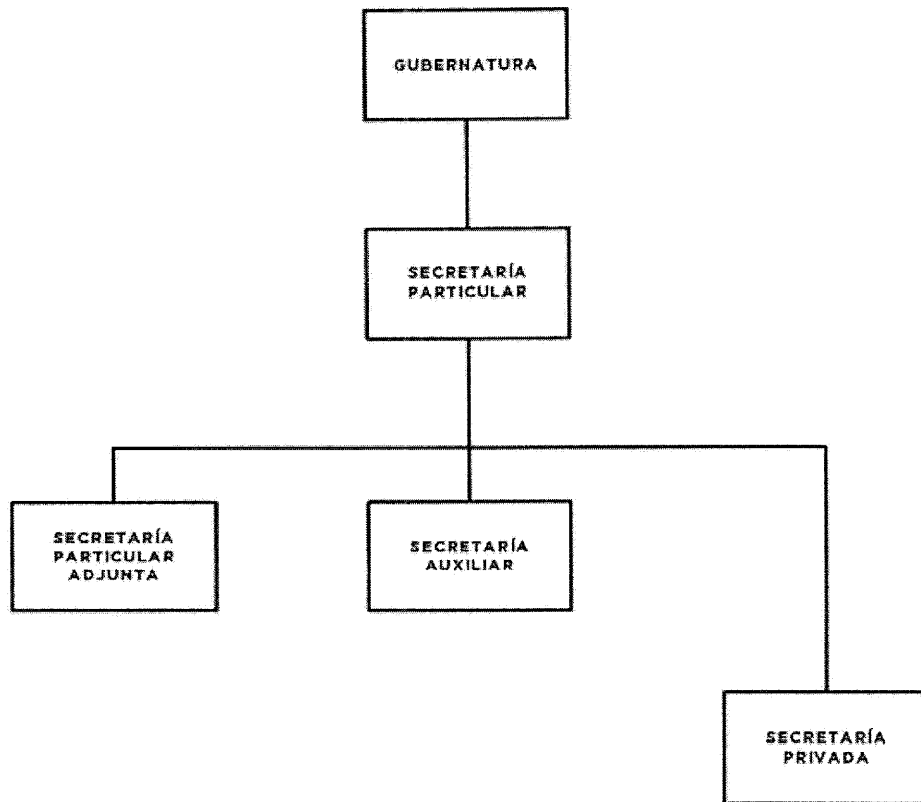 GUBERNATURA
SECRETARÍA
PARTICULAR
SECRETARÍA
PARTICULAR
ADJUNTA
SECRETARÍA
AUXILIAR
SECRETARÍA
PRIVADA